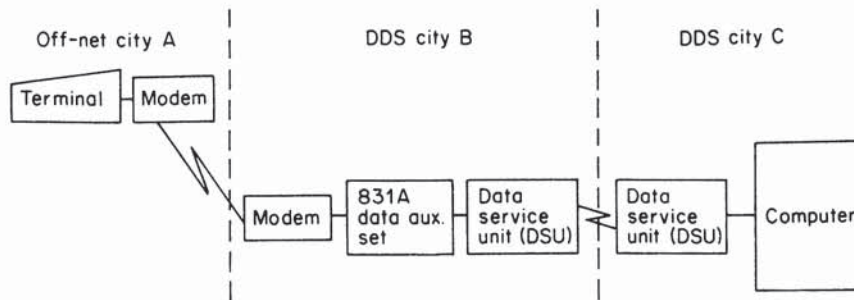 Off-net city A
DDS city B
DDS city C
Terminal
Modem
Modem
831A
data aux.
set
Data
service
unit (DSU)
Data
service
unit (DSU)
Computer